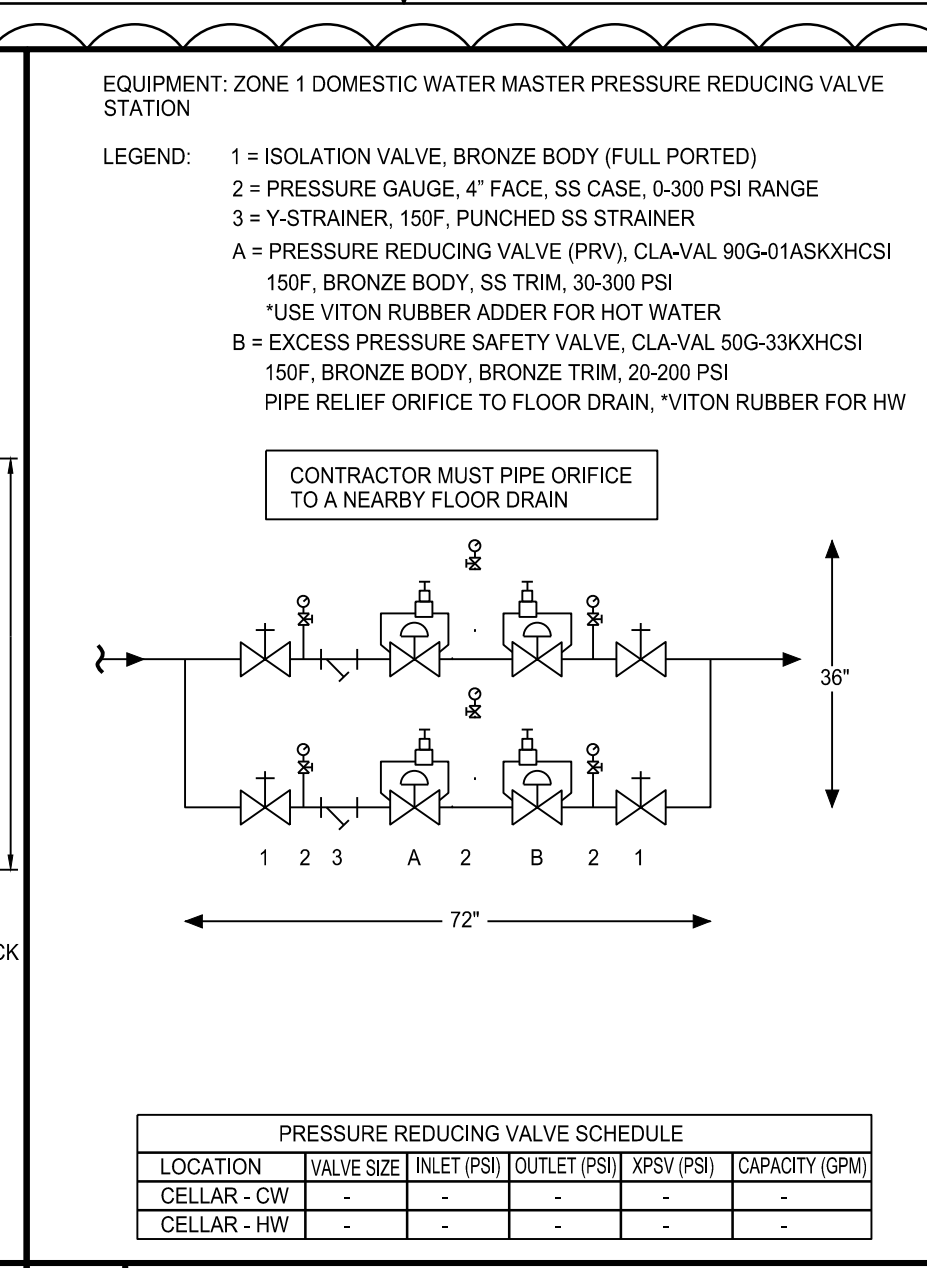 EQUIPMENT: ZONE 1 DOMESTIC WATER MASTER PRESSURE REDUCING VALVE
STATION
LEGEND: 1 = ISOLATION VALVE, BRONZE BODY (FULL PORTED)
2 = PRESSURE GAUGE, 4” FACE, SS CASE, 0-300 PSI RANGE
3 = Y-STRAINER, 150F, PUNCHED SS STRAINER
A = PRESSURE REDUCING VALVE (PRV), CLA-VAL 90G-01ASKXHCSI
150F, BRONZE BODY, SS TRIM, 30-300 PSI
*USE VITON RUBBER ADDER FOR HOT WATER
B = EXCESS PRESSURE SAFETY VALVE, CLA-VAL 50G-33KXHCSI
150F, BRONZE BODY, BRONZE TRIM, 20-200 PSI
PIPE RELIEF ORIFICE TO FLOOR DRAIN, *VITON RUBBER FOR HW
CONTRACTOR MUST PIPE ORIFICE
TO A NEARBY FLOOR DRAIN
36"
1 2 3 A 2 B 2 1
72"
CK
PRESSURE REDUCING VALVE SCHEDULE
LOCATION VALVE SIZE INLET (PSI) OUTLET (PSI) XPSV (PSI) CAPACITY (GPM)
CELLAR - CW - - - - -
CELLAR - HW - - - - -